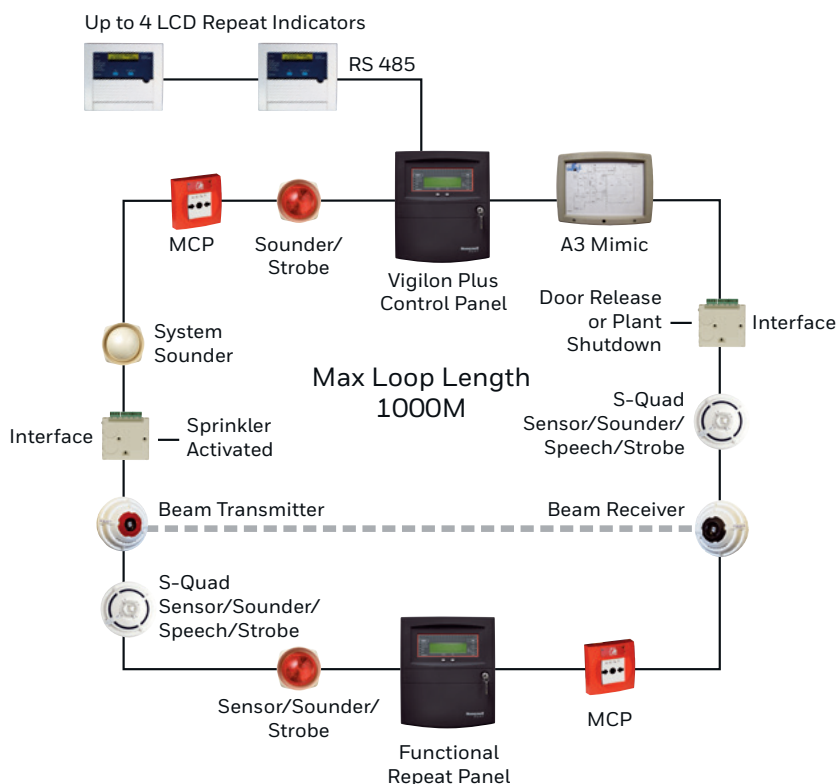 Up to 4 LCD Repeat Indicators
RS 485
MCP
Sounder/
Strobe
Vigilon Plus
Control Panel
A3 Mimic
Door Release
or Plant
Shutdown
Interface
System
Sounder
Max Loop Length
1000M
S-Quad
Sensor/Sounder/
Speech/Strobe
Interface
Sprinkler
Activated
Beam Transmitter
Beam Receiver
S-Quad
Sensor/Sounder/
Speech/Strobe
Sensor/Sounder/
Strobe
Functional
Repeat Panel
MCP